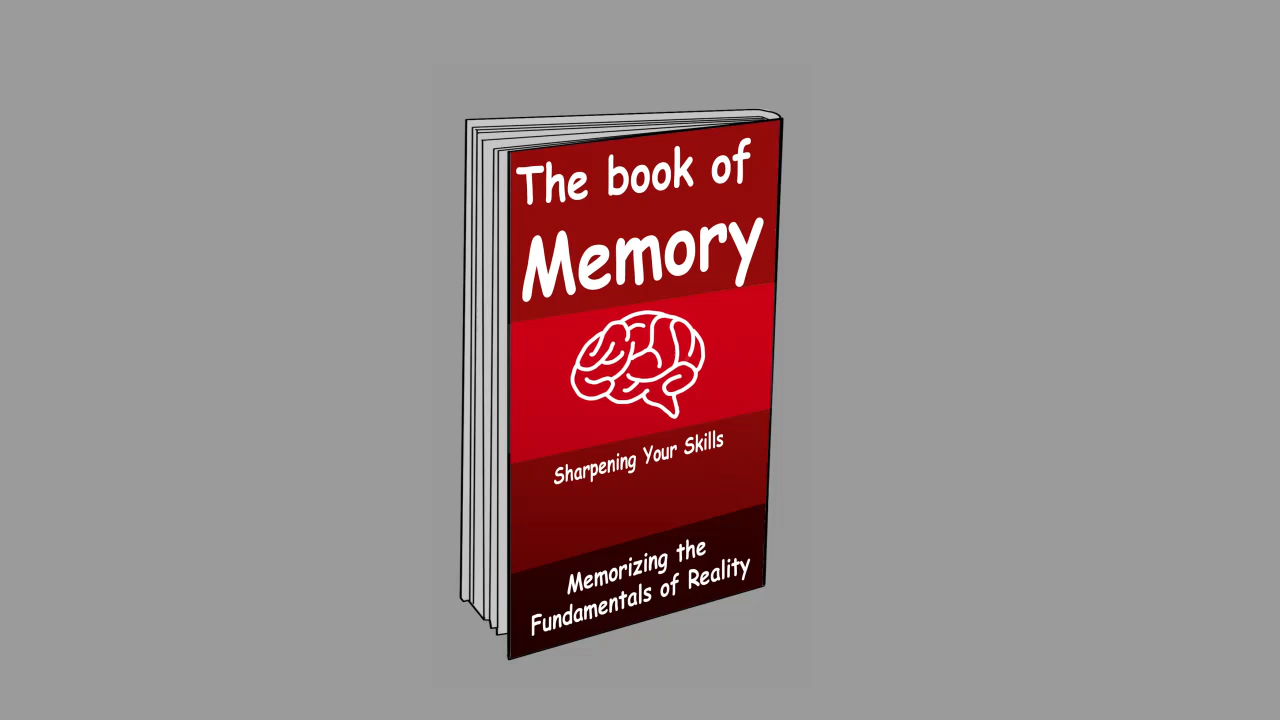 The book of
Memory
Sharpening Your Skills
Memorizing the
Fundamentals of Reality